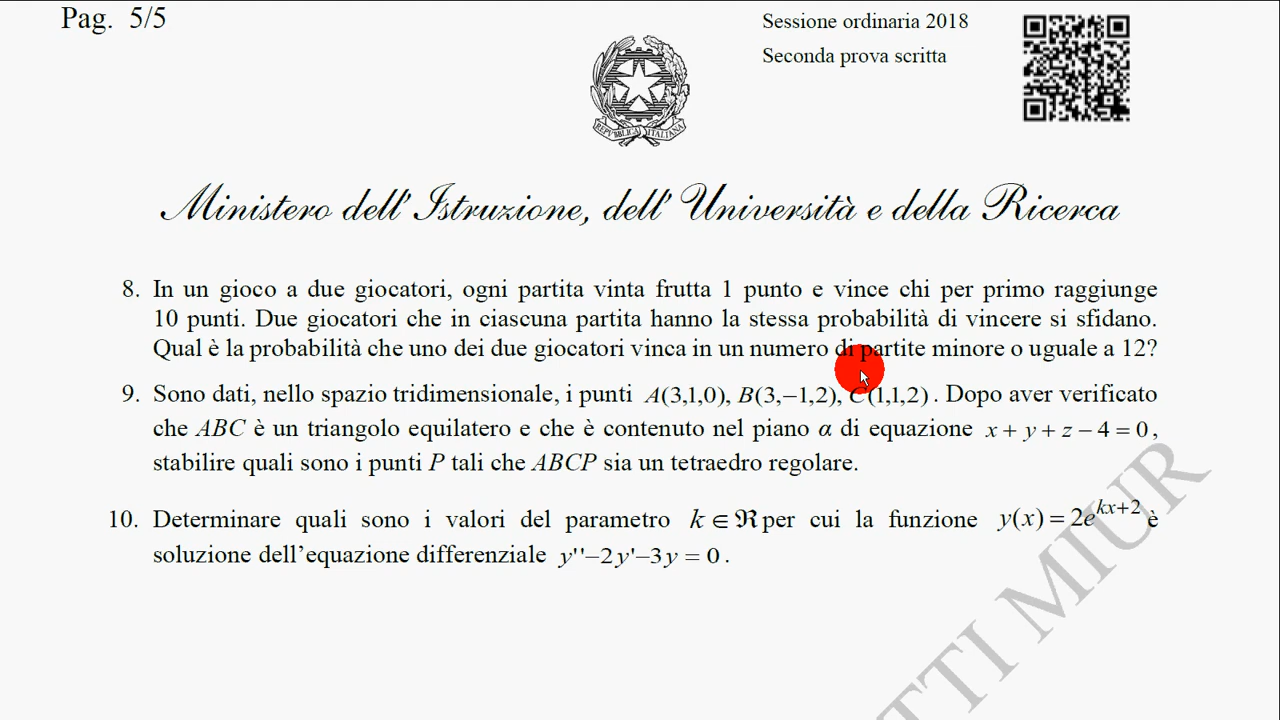 Pag. 5/5
Sessione ordinaria 2018
Seconda prova scritta
REPVBBLICA ITALIANA
Ministero dell'Istruzione, dell'Università e della Ricerca
8. In un gioco a due giocatori, ogni partita vinta frutta 1 punto e vince chi per primo raggiunge
10 punti. Due giocatori che in ciascuna partita hanno la stessa probabilità di vincere si sfidano.
Qual è la probabilità che uno dei due giocatori vinca in un numero di partite minore o uguale a 12?
9. Sono dati, nello spazio tridimensionale, i punti A(3,1,0), B(3,−1,2), C(1,1,2). Dopo aver verificato
che ABC è un triangolo equilatero e che è contenuto nel piano α di equazione x + y + z − 4 = 0,
stabilire quali sono i punti P tali che ABCP sia un tetraedro regolare.
10. Determinare quali sono i valori del parametro k ∈ ℜ per cui la funzione y(x) = 2e^{kx+2} è
soluzione dell'equazione differenziale y''−2y'−3y = 0.
TTI MIUR